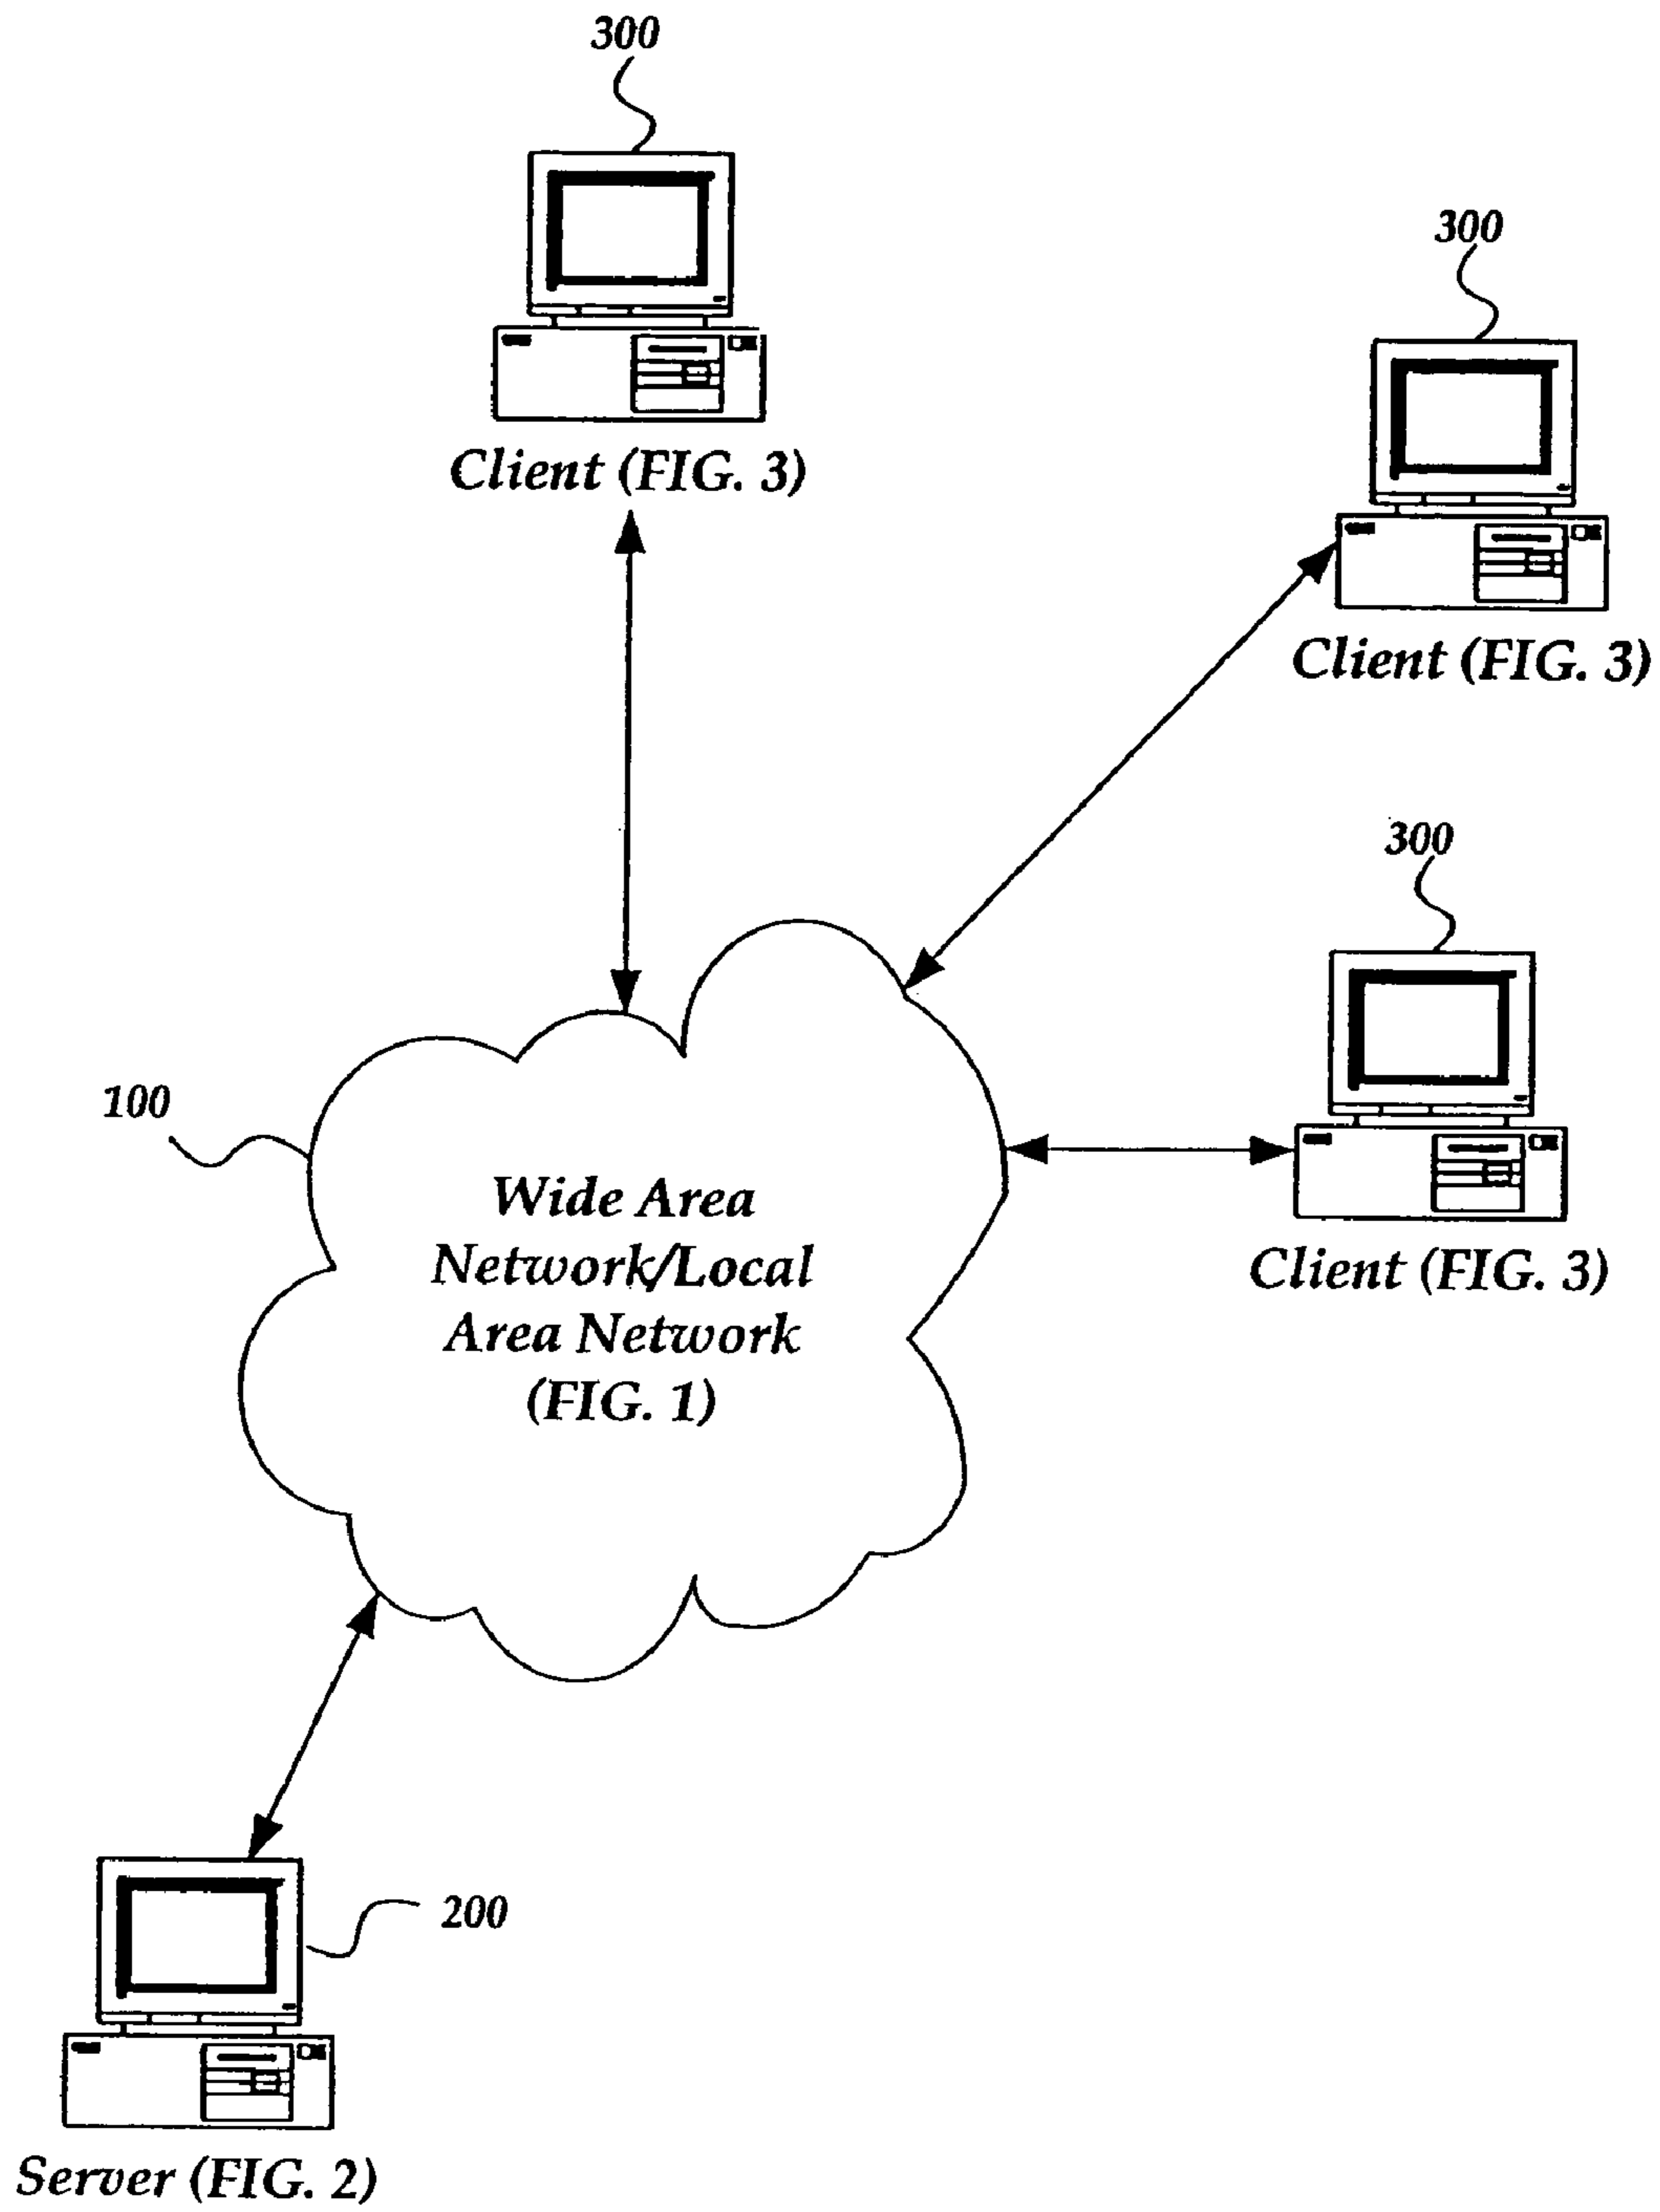 300
Client (FIG. 3)
300
Client (FIG. 3)
300
Client (FIG. 3)
100
Wide Area
Network/Local
Area Network
(FIG. 1)
200
Server (FIG. 2)